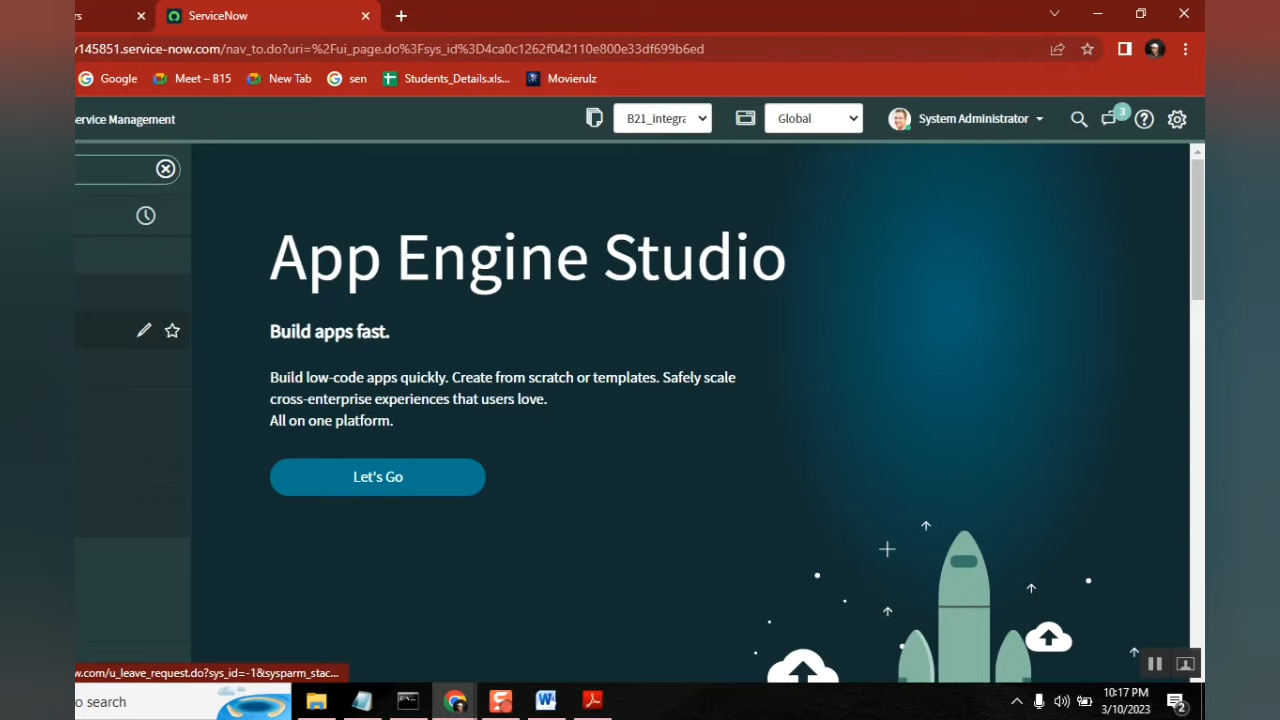 rs
ServiceNow
145851.service-now.com/nav_to.do?uri=%2Fui_page.do%3Fsys_id%3D4ca0c1262f042110e800e33df699b6ed
Google
Meet – B15
New Tab
sen
Students_Details.xls...
Movierulz
ervice Management
B21_integra
Global
System Administrator
3
App Engine Studio
Build apps fast.
Build low-code apps quickly. Create from scratch or templates. Safely scale
cross-enterprise experiences that users love.
All on one platform.
Let's Go
w.com/u_leave_request.do?sys_id=-1&sysparm_stac...
o search
10:17 PM
3/10/2023
2